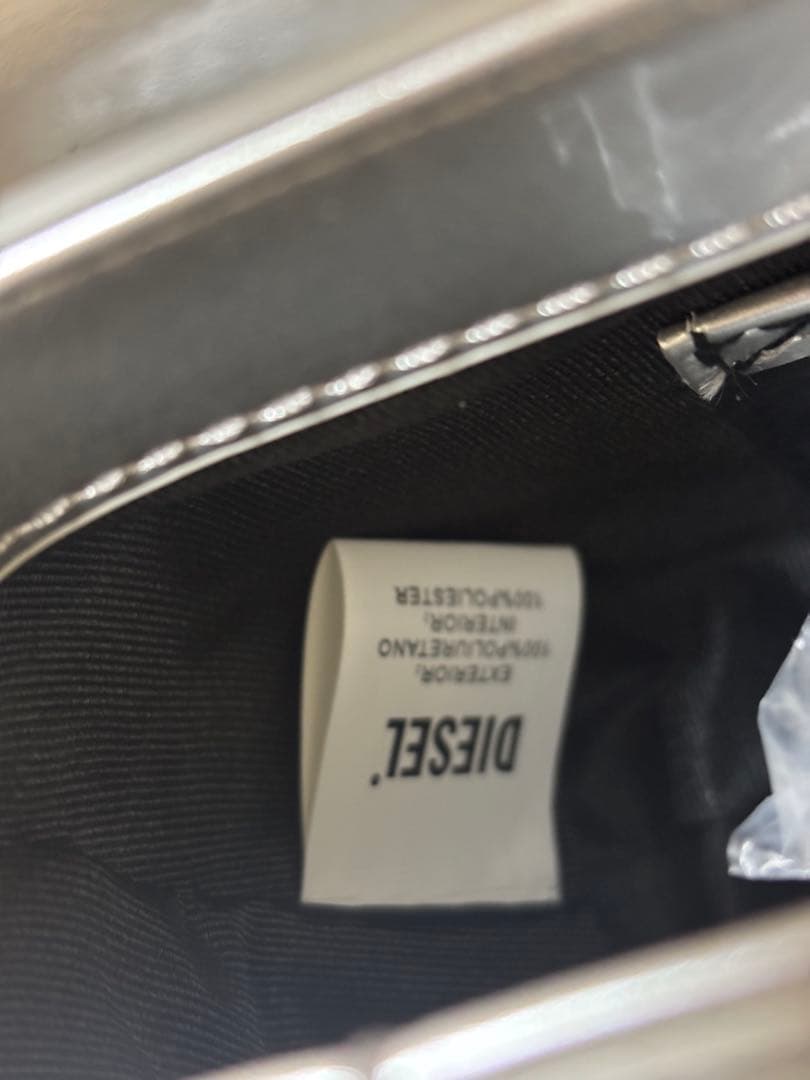 DIESEL®
EXTERIOR,
100%POLIURETANO
INTERIOR,
100%POLIESTER